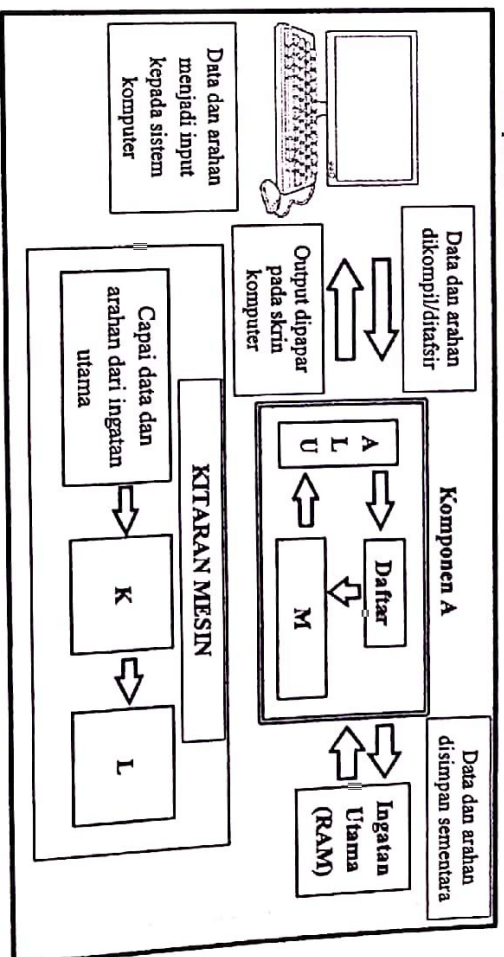 Data dan arahan
dikompil/ditafsir
Komponen A
Data dan arahan
disimpan sementara
A
L
U
Daftar
M
Ingatan
Utama
(RAM)
Output dipapar
pada skrin
komputer
Data dan arahan
menjadi input
kepada sistem
komputer
KITARAN MESIN
Capai data dan
arahan dari ingatan
utama
K
L